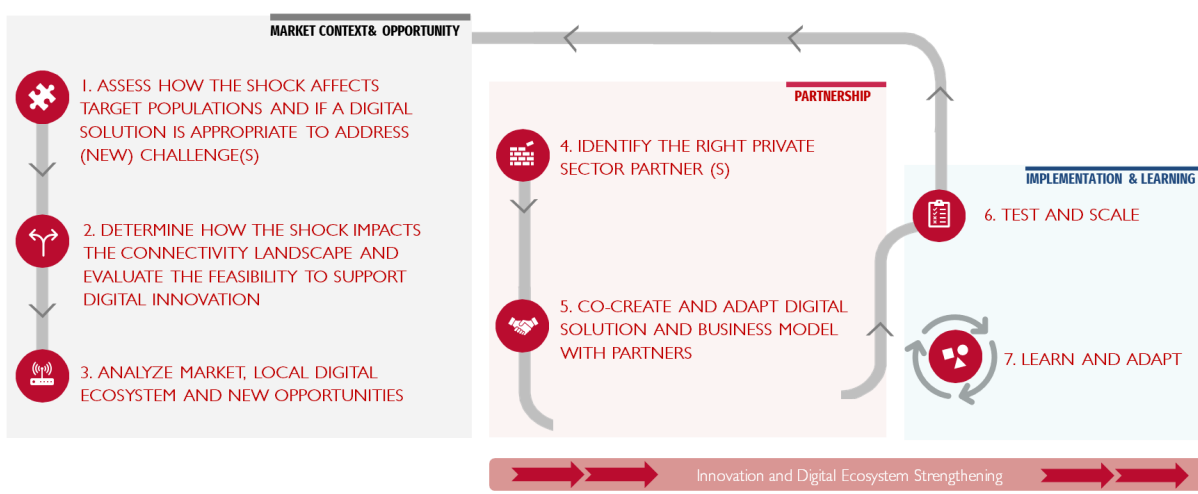 MARKET CONTEXT& OPPORTUNITY
1. ASSESS HOW THE SHOCK AFFECTS
TARGET POPULATIONS AND IF A DIGITAL
SOLUTION IS APPROPRIATE TO ADDRESS
(NEW) CHALLENGE(S)
2. DETERMINE HOW THE SHOCK IMPACTS
THE CONNECTIVITY LANDSCAPE AND
EVALUATE THE FEASIBILITY TO SUPPORT
DIGITAL INNOVATION
3. ANALYZE MARKET, LOCAL DIGITAL
ECOSYSTEM AND NEW OPPORTUNITIES
PARTNERSHIP
4. IDENTIFY THE RIGHT PRIVATE
SECTOR PARTNER (S)
5. CO-CREATE AND ADAPT DIGITAL
SOLUTION AND BUSINESS MODEL
WITH PARTNERS
IMPLEMENTATION & LEARNING
6. TEST AND SCALE
7. LEARN AND ADAPT
Innovation and Digital Ecosystem Strengthening